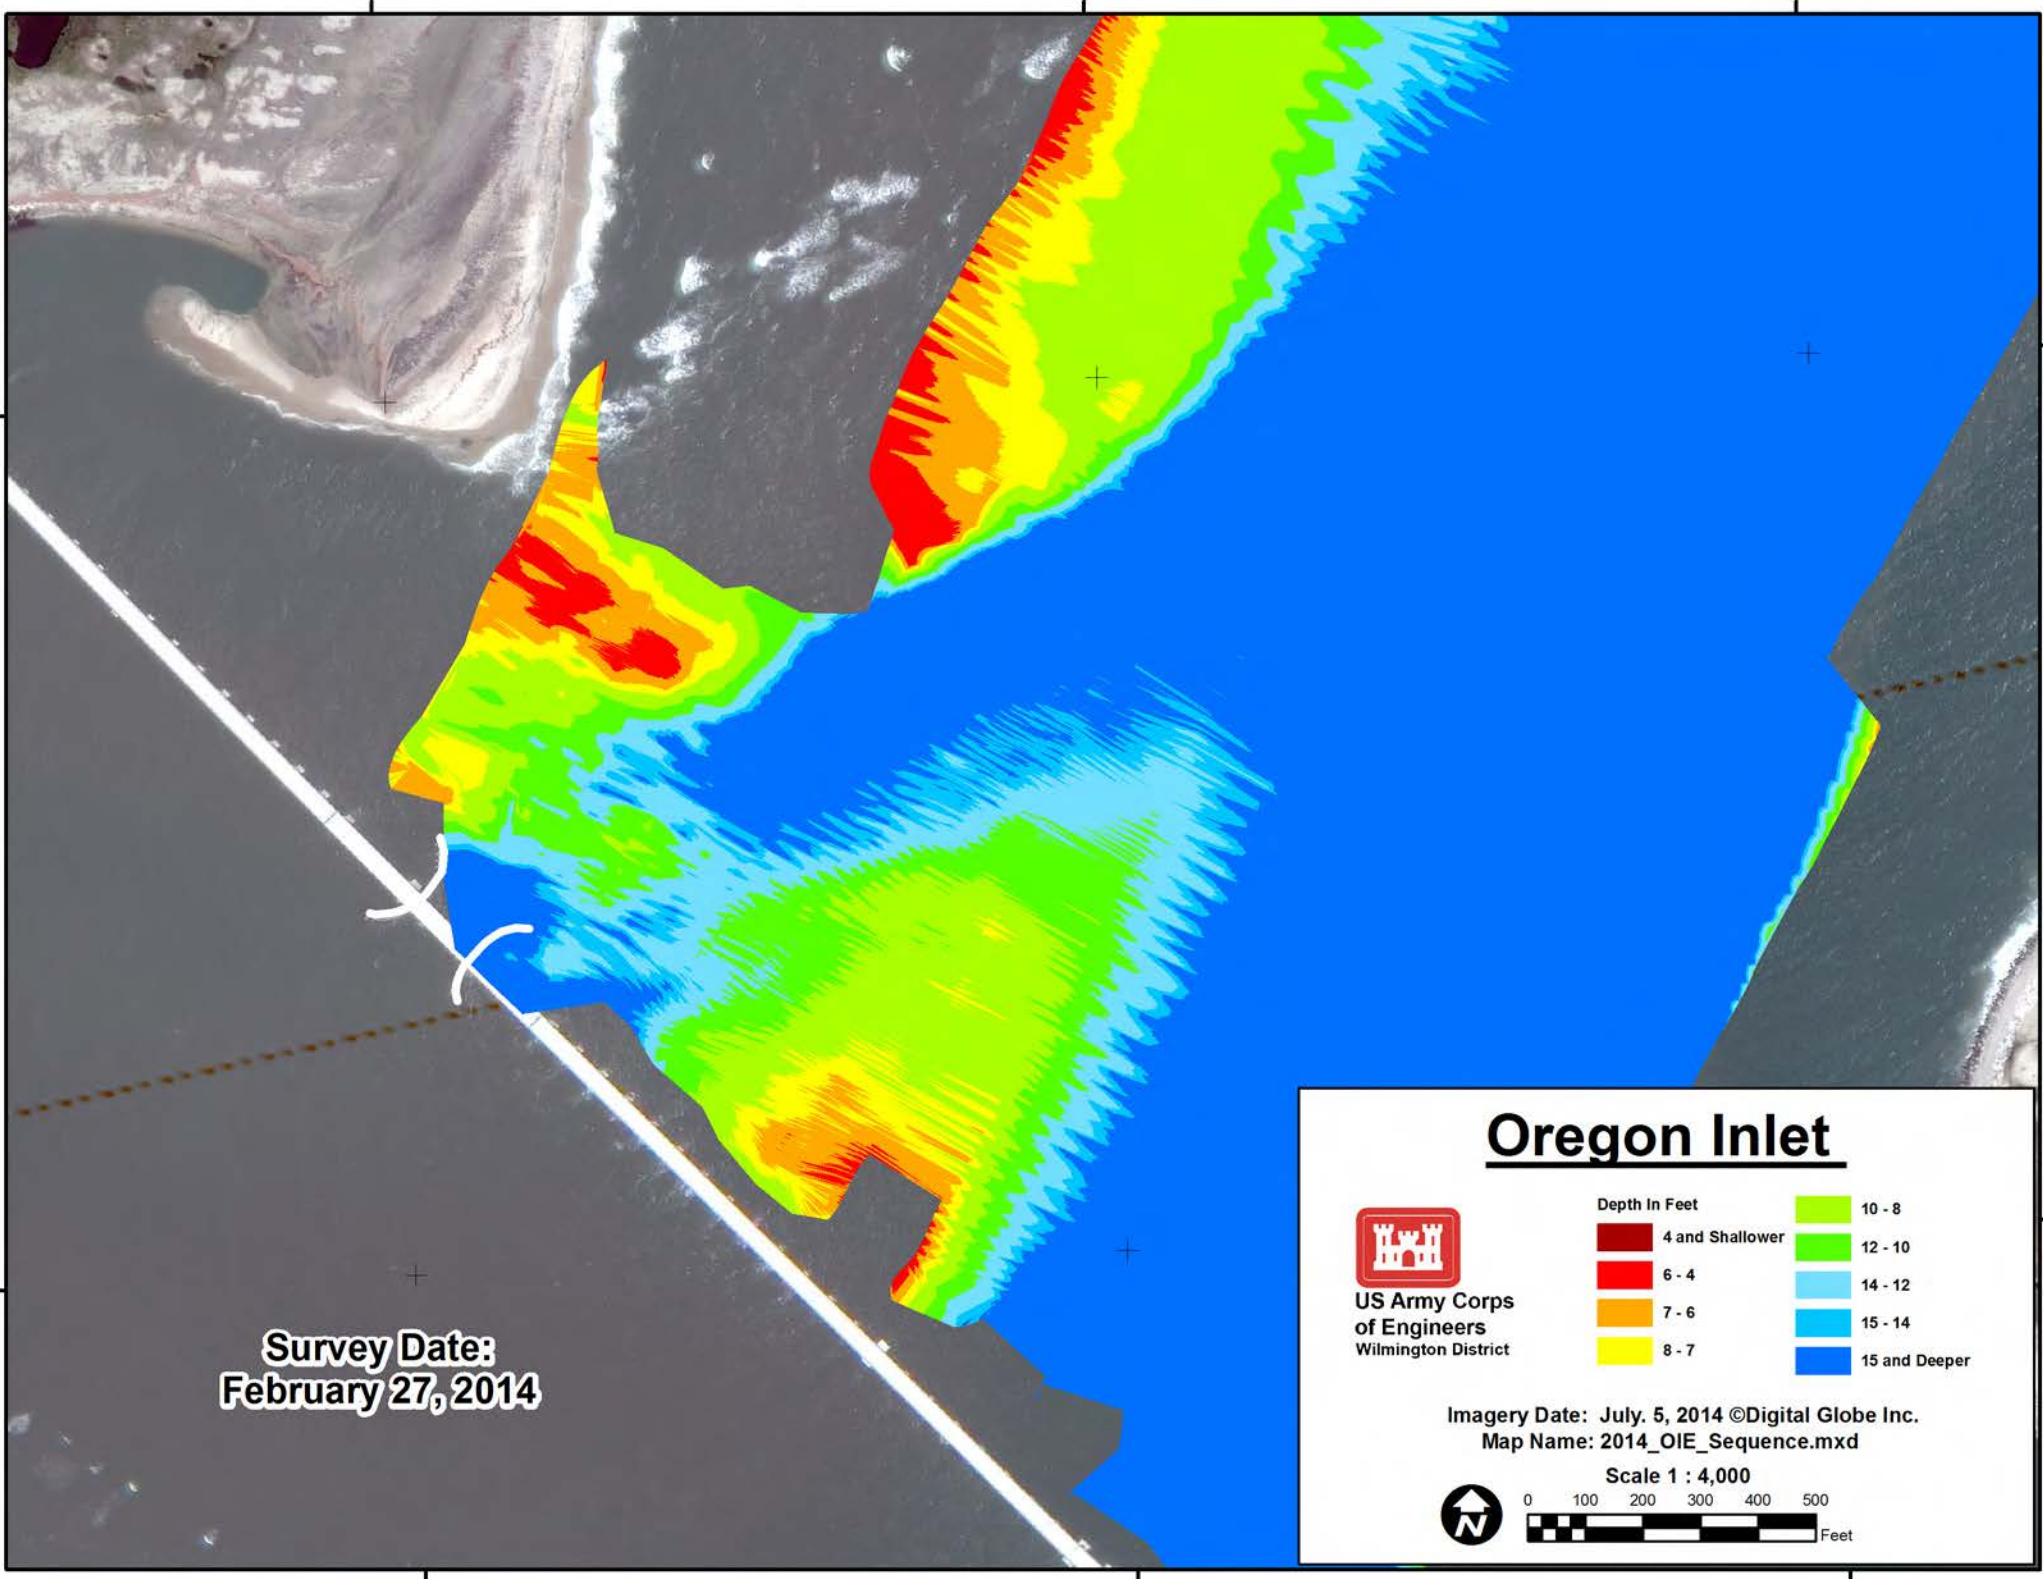 Survey Date:
February 27, 2014
Oregon Inlet
US Army Corps
of Engineers
Wilmington District
Depth In Feet
4 and Shallower
6 - 4
7 - 6
8 - 7
10 - 8
12 - 10
14 - 12
15 - 14
15 and Deeper
Imagery Date: July. 5, 2014 ©Digital Globe Inc.
Map Name: 2014_OIE_Sequence.mxd
Scale 1 : 4,000
N
0 100 200 300 400 500
Feet